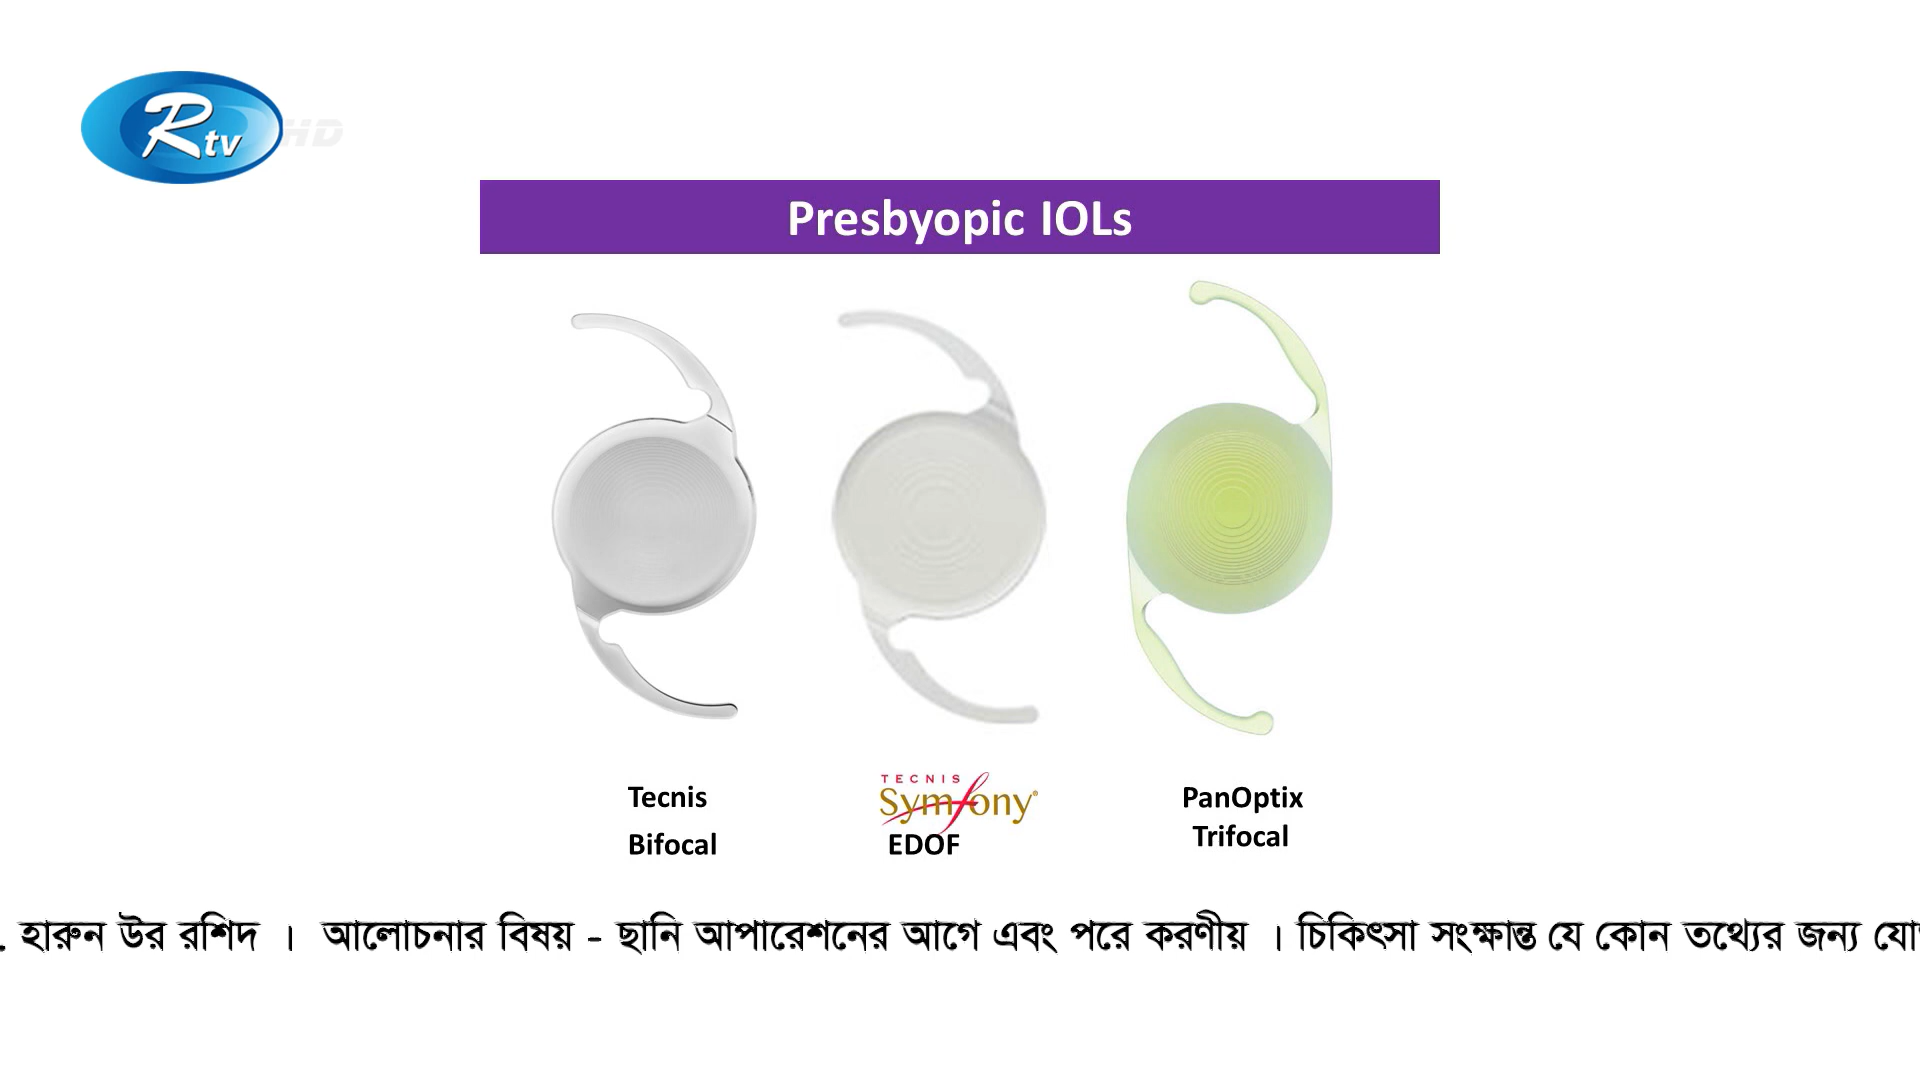 Rtv HD
Presbyopic IOLs
Tecnis
Bifocal
TECNIS
Symfony®
EDOF
PanOptix
Trifocal
. হারুন উর রশিদ । আলোচনার বিষয় - ছানি আপারেশনের আগে এবং পরে করণীয় । চিকিৎসা সংক্ষান্ত যে কোন তথ্যের জন্য